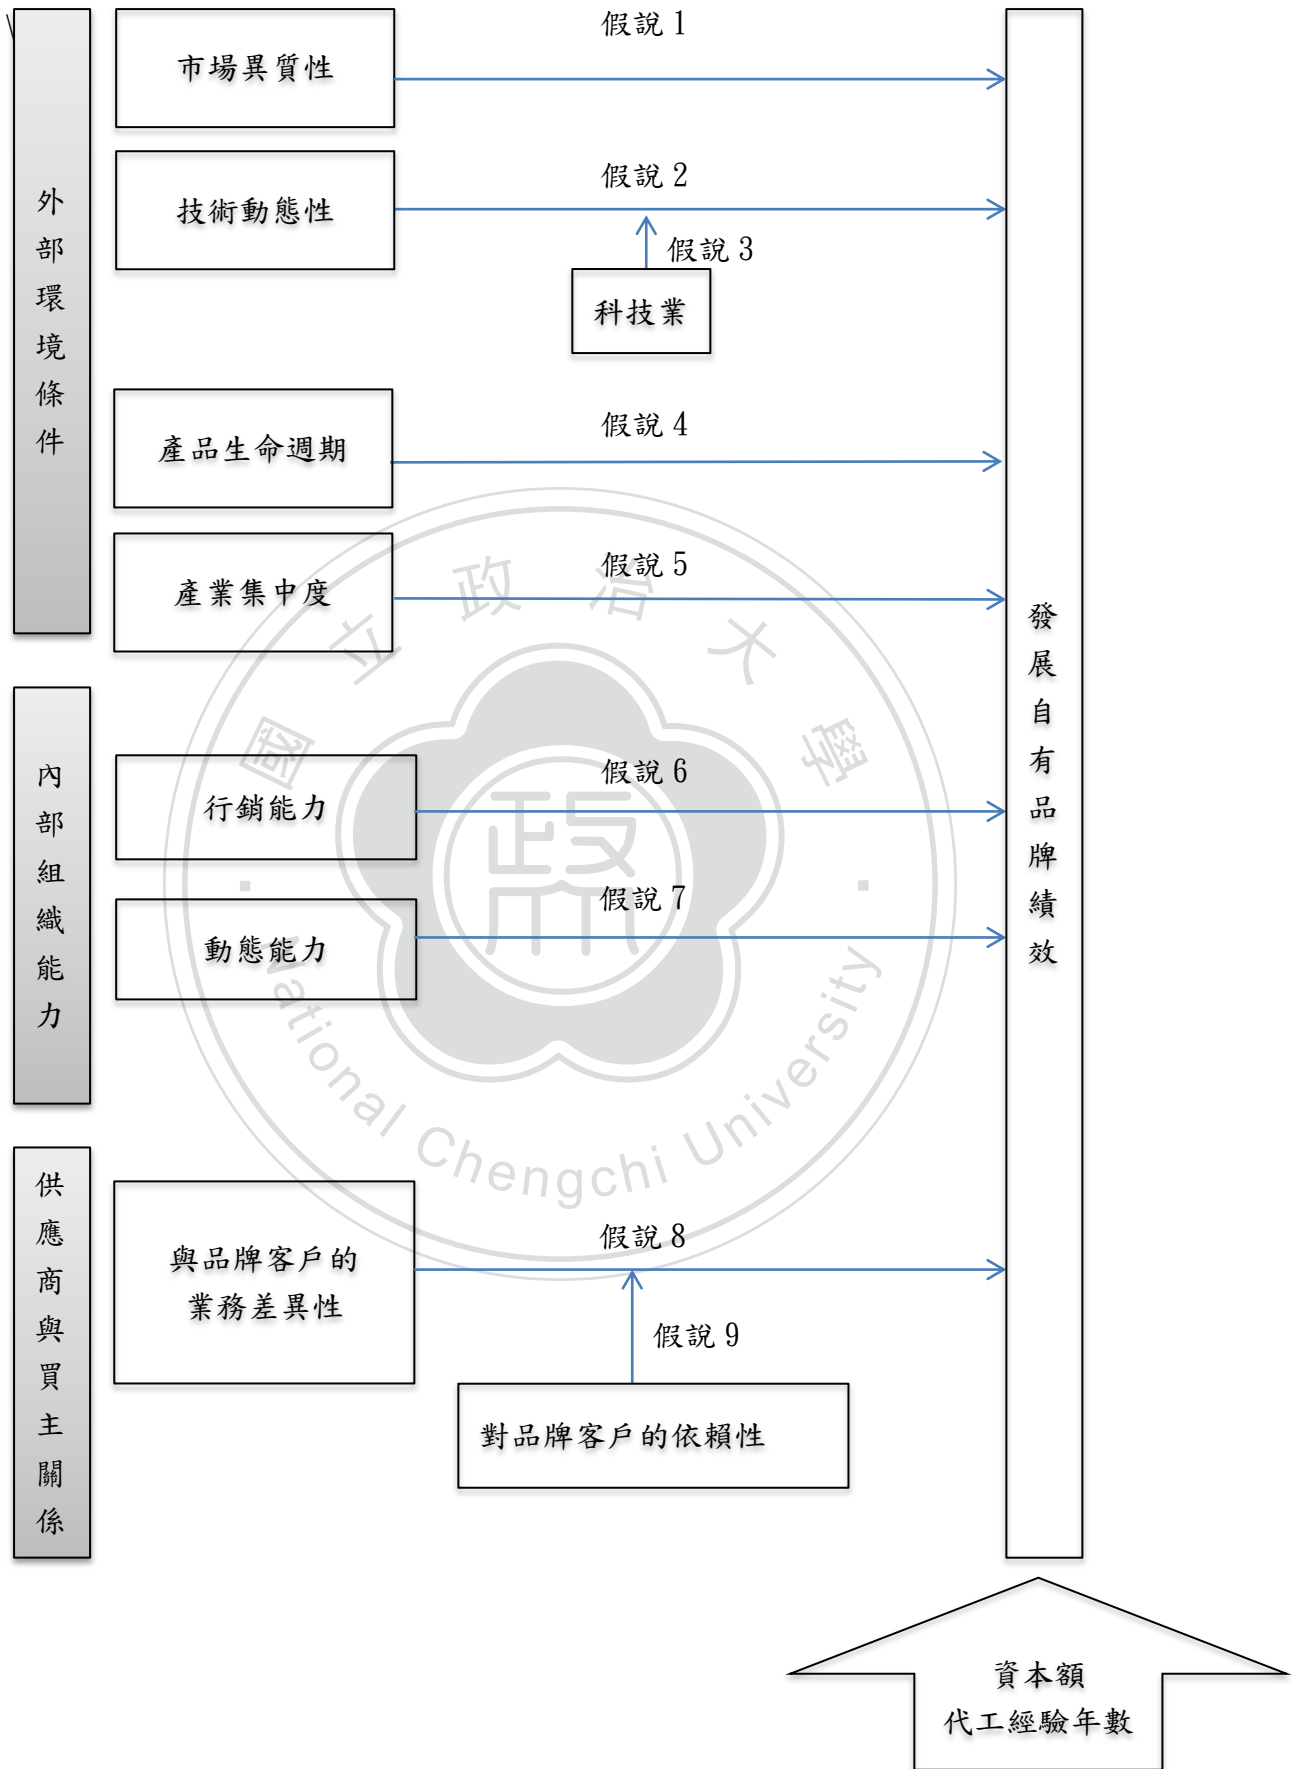 外部環境條件
市場異質性
假說 1
技術動態性
假說 2
假說 3
科技業
產品生命週期
假說 4
產業集中度
假說 5
內部組織能力
行銷能力
假說 6
動態能力
假說 7
供應商與買主關係
與品牌客戶的
業務差異性
假說 8
假說 9
對品牌客戶的依賴性
發展自有品牌績效
資本額
代工經驗年數
國立政治大學
National Chengchi University
政